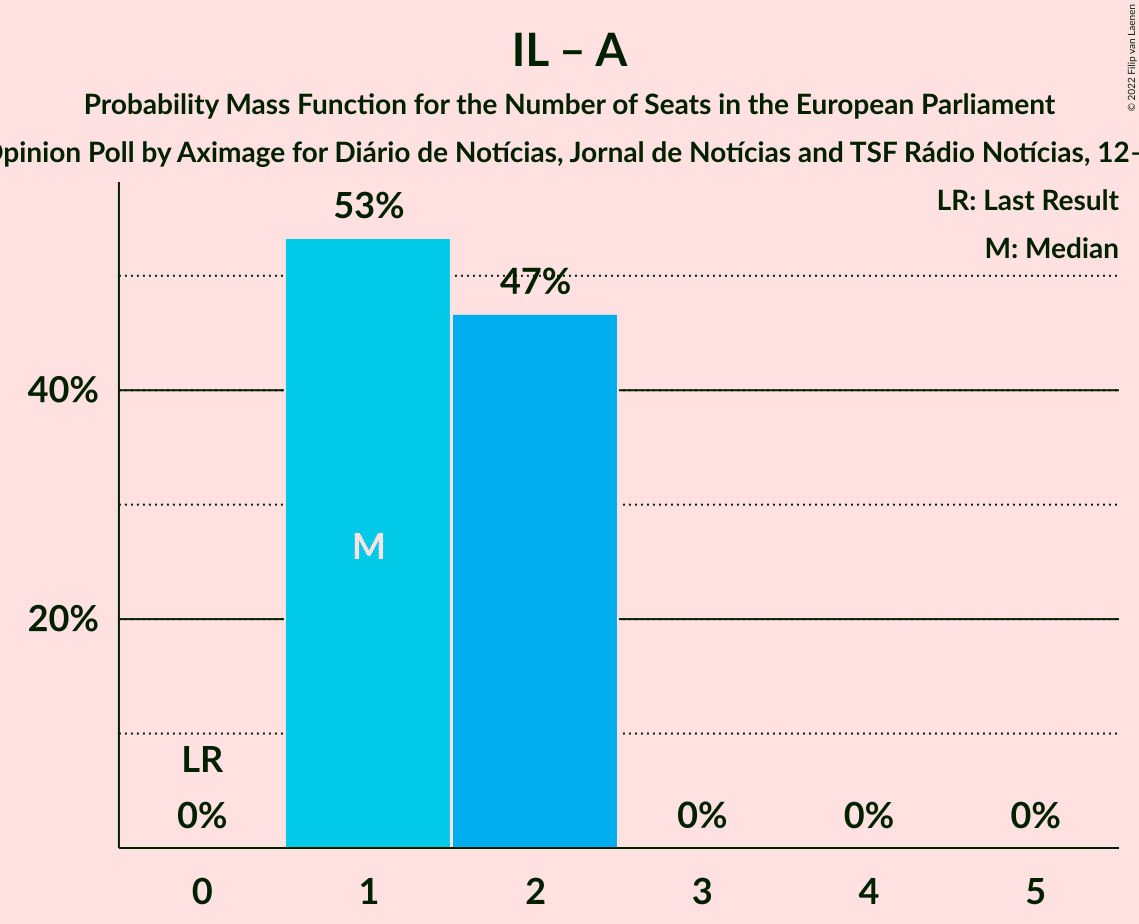 IL – A
Probability Mass Function for the Number of Seats in the European Parliament
Opinion Poll by Aximage for Diário de Notícias, Jornal de Notícias and TSF Rádio Notícias, 12–
© 2022 Filip van Laenen
LR: Last Result
M: Median
53%
47%
40%
M
20%
LR
0%
0%
0%
0%
0
1
2
3
4
5